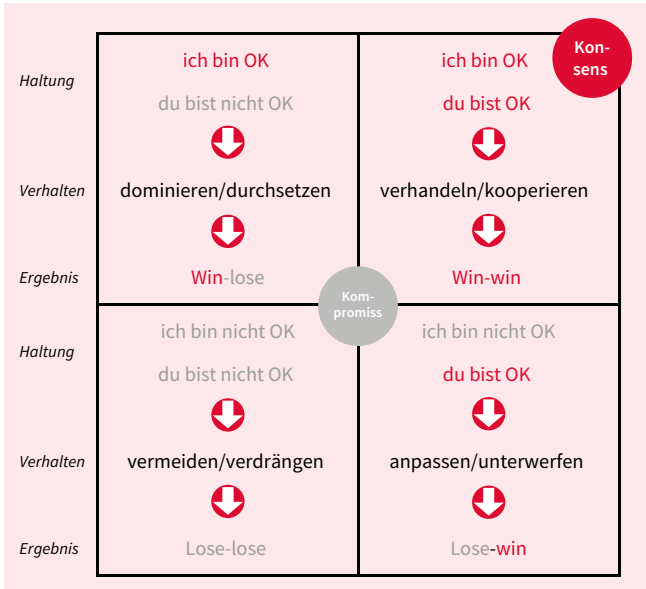 Kon-
sens
Haltung
ich bin OK
du bist nicht OK
ich bin OK
du bist OK
Verhalten
dominieren/durchsetzen
verhandeln/kooperieren
Ergebnis
Win-lose
Win-win
Kom-
promiss
Haltung
ich bin nicht OK
du bist nicht OK
ich bin nicht OK
du bist OK
Verhalten
vermeiden/verdrängen
anpassen/unterwerfen
Ergebnis
Lose-lose
Lose-win